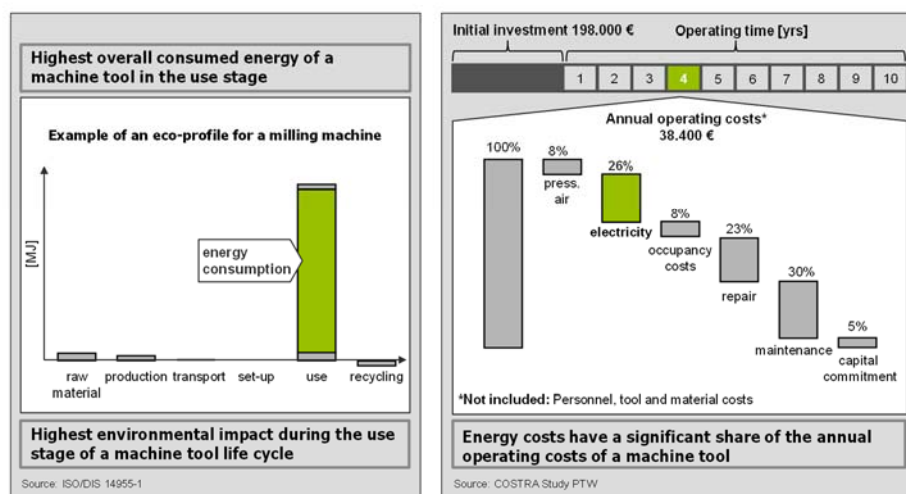 Highest overall consumed energy of a
machine tool in the use stage
Example of an eco-profile for a milling machine
[MJ]
energy
consumption
raw
material
production
transport
set-up
use
recycling
Highest environmental impact during the use
stage of a machine tool life cycle
Source: ISO/DIS 14955-1
Initial investment 198.000 €
Operating time [yrs]
1 2 3 4 5 6 7 8 9 10
Annual operating costs*
38.400 €
100%
8%
press.
air
26%
electricity
8%
occupancy
costs
23%
repair
30%
maintenance
5%
capital
commitment
*Not included: Personnel, tool and material costs
Energy costs have a significant share of the annual
operating costs of a machine tool
Source: COSTRA Study PTW